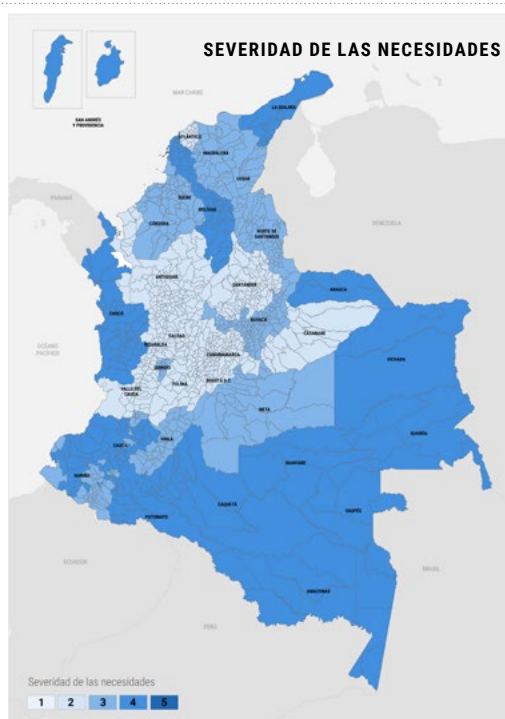 SEVERIDAD DE LAS NECESIDADES
SAN ANDRÉS
Y PROVIDENCIA
MAR CARIBE
LA GUAJIRA
ATLÁNTICO
MAGDALENA
CESAR
SUCRE
BOLÍVAR
PANAMÁ
CÓRDOBA
NORTE DE
SANTANDER
VENEZUELA
ANTIOQUIA
SANTANDER
ARAUCA
CHOCÓ
BOYACÁ
CASANARE
OCÉANO
PACÍFICO
CALDAS
RISARALDA
CUNDINAMARCA
VICHADA
QUINDÍO
BOGOTÁ D.C.
VALLE DEL
CAUCA
TOLIMA
META
GUAINÍA
CAUCA
HUILA
GUAVIARE
NARIÑO
CAQUETÁ
VAUPÉS
PUTUMAYO
ECUADOR
BRASIL
AMAZONAS
PERÚ
Severidad de las necesidades
1 2 3 4 5